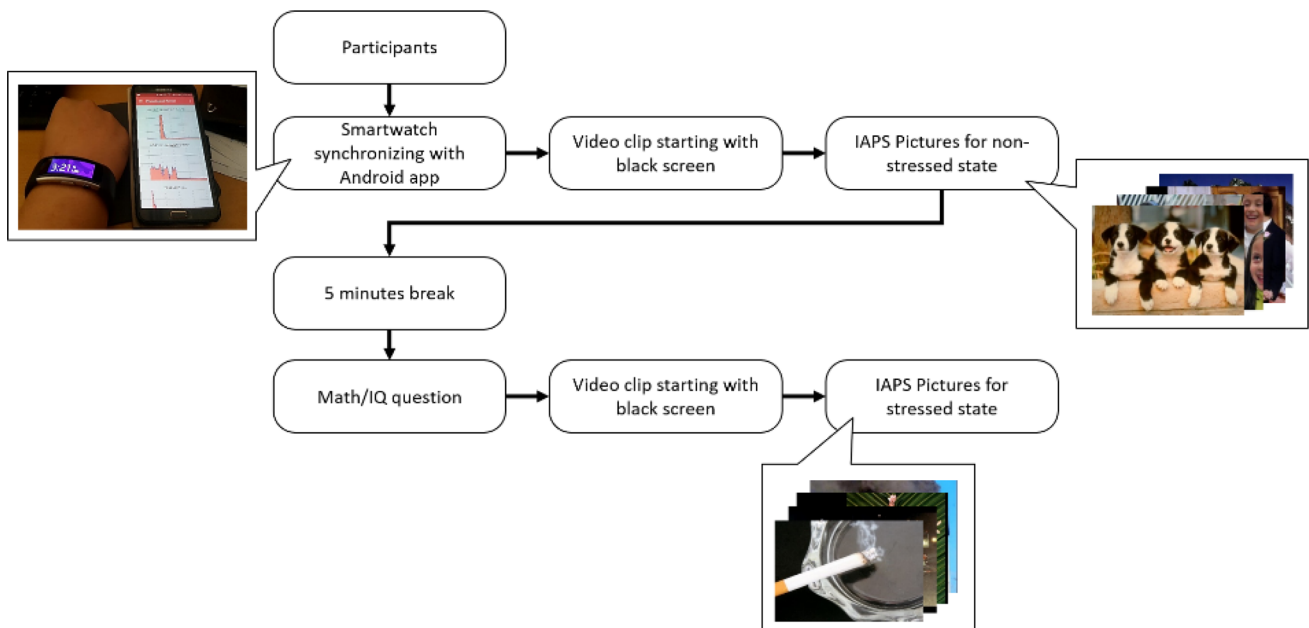 Participants
Smartwatch
synchronizing with
Android app
Video clip starting with
black screen
IAPS Pictures for non-
stressed state
3:21
5 minutes break
Math/IQ question
Video clip starting with
black screen
IAPS Pictures for
stressed state